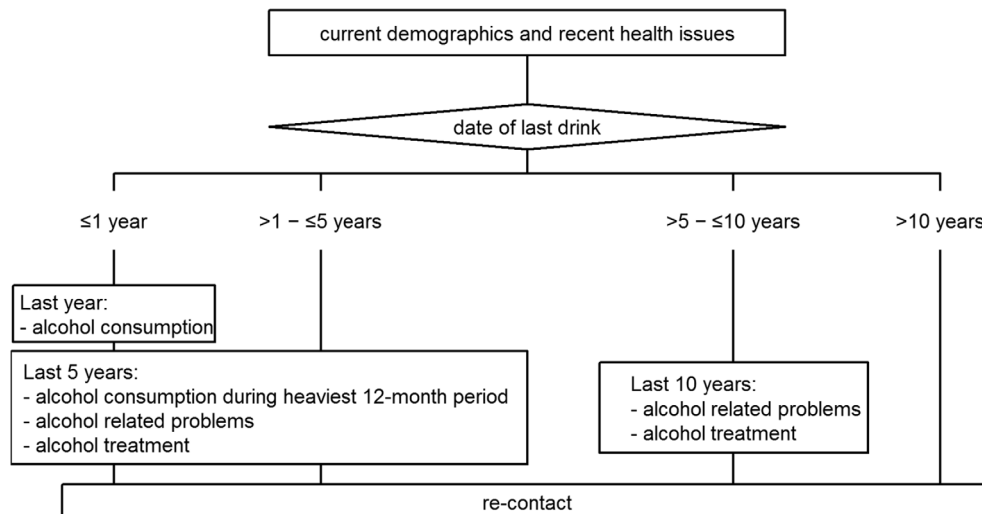 current demographics and recent health issues
date of last drink
≤1 year
>1 − ≤5 years
>5 − ≤10 years
>10 years
Last year:
- alcohol consumption
Last 5 years:
- alcohol consumption during heaviest 12-month period
- alcohol related problems
- alcohol treatment
Last 10 years:
- alcohol related problems
- alcohol treatment
re-contact